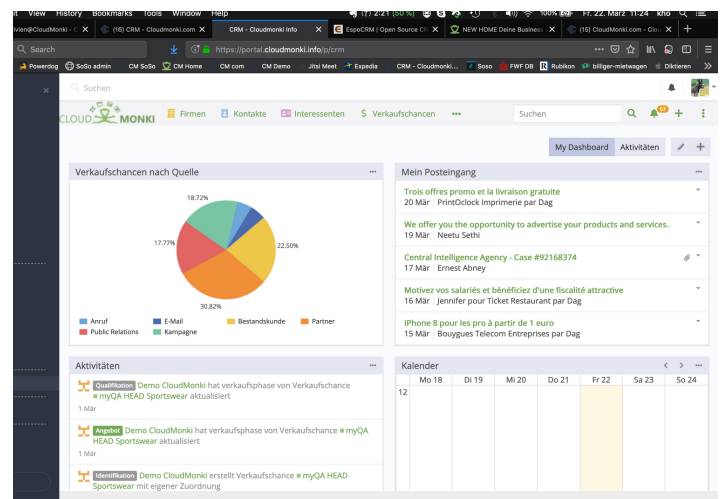 View History Bookmarks Tools Window Help
2:21 (50%) 100% Fr. 22. März 11:24 kho
(16) CRM - CloudMonki.com CRM - CloudMonki Info EspoCRM | Open Source NEW HOME Deine Business (15) CloudMonki.com -
Search https://portal.cloudmonki.info/p/crm
Powerdog SoSo admin CM SoSo CM Home CM com CM Demo Jitsi Meet Expedia CRM - Cloudmonki... Soso FWF DB Rubikon billiger-mietwagen Diktieren
Suchen
CLOUD MONKI Firmen Kontakte Interessenten Verkaufschancen Suchen
My Dashboard Aktivitäten
Verkaufschancen nach Quelle
18.72%
17.77%
22.50%
30.82%
Anruf E-Mail Bestandskunde Partner
Public Relations Kampagne
Mein Posteingang
Trois offres promo et la livraison gratuite
20 Mär PrintOclock Imprimerie par Dag
We offer you the opportunity to advertise your products and services.
19 Mär Neetu Sethi
Central Intelligence Agency - Case #92168374
17 Mär Ernest Abney
Motivez vos salariés et bénéficiez d'une fiscalité attractive
16 Mär Jennifer pour Ticket Restaurant par Dag
iPhone 8 pour les pro à partir de 1 euro
15 Mär Bouygues Telecom Entreprises par Dag
Aktivitäten
Qualifikation Demo CloudMonki hat verkaufsphase von Verkaufschance
myQA HEAD Sportswear aktualisiert
1 Mär
Angebot Demo CloudMonki hat verkaufsphase von Verkaufschance myQA
HEAD Sportswear aktualisiert
1 Mär
Identifikation Demo CloudMonki erstellt Verkaufschance myQA HEAD
Sportswear mit eigener Zuordnung
Kalender
Mo 18 Di 19 Mi 20 Do 21 Fr 22 Sa 23 So 24
12